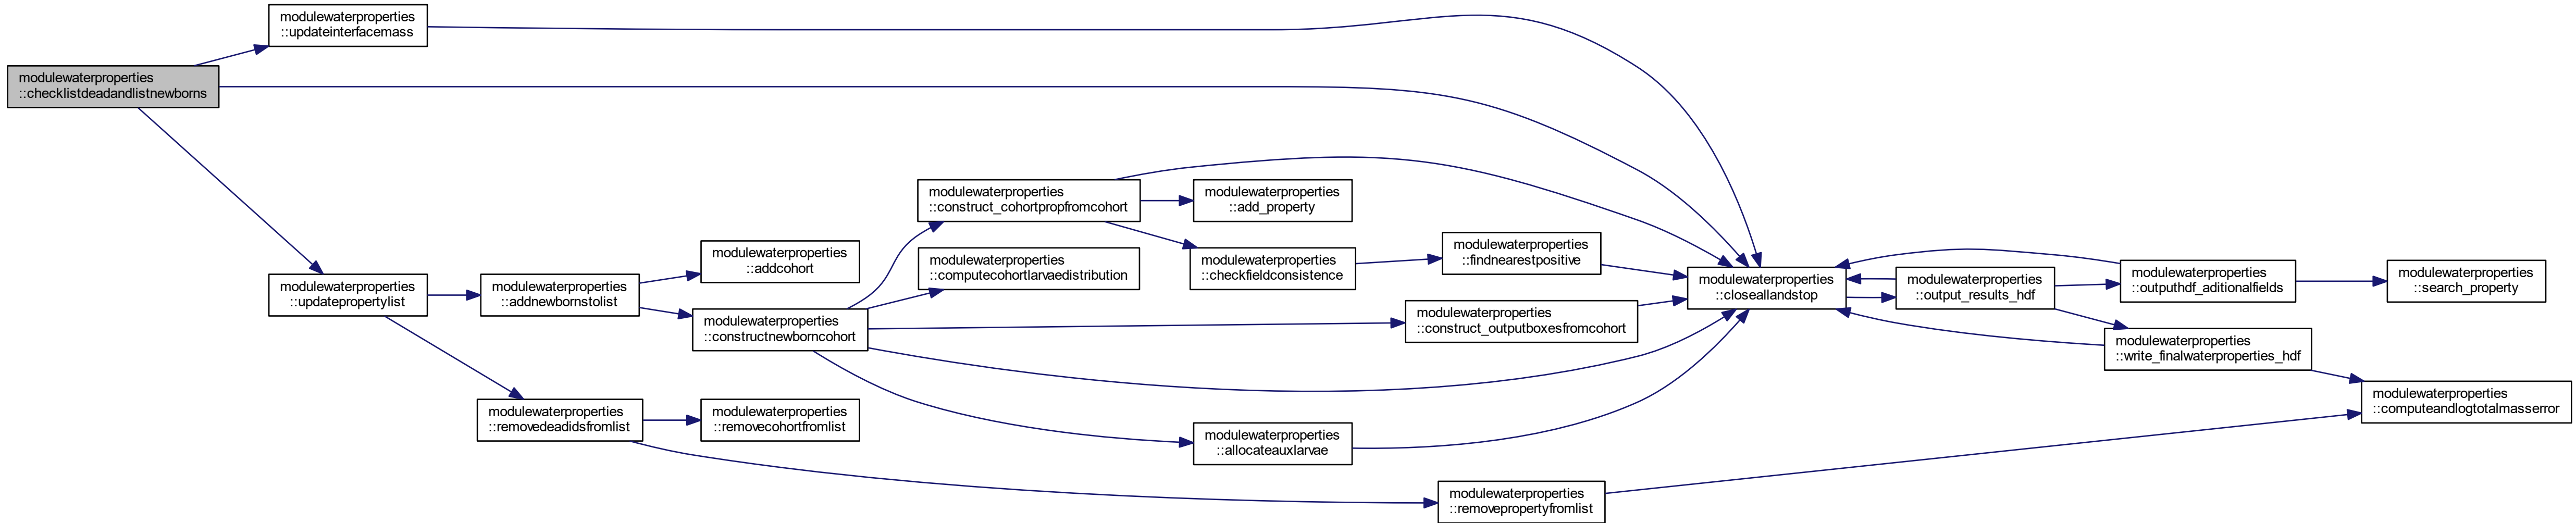 modulewaterproperties
::checklistdeadandlistnewborns
modulewaterproperties
::updateinterfacemass
modulewaterproperties
::updatepropertylist
modulewaterproperties
::addnewbornstolist
modulewaterproperties
::removedeadidsfromlist
modulewaterproperties
::addcohort
modulewaterproperties
::constructnewborncohort
modulewaterproperties
::removecohortfromlist
modulewaterproperties
::construct_cohortpropfromcohort
modulewaterproperties
::computecohortlarvaedistribution
modulewaterproperties
::add_property
modulewaterproperties
::checkfieldconsistence
modulewaterproperties
::allocateauxlarvae
modulewaterproperties
::findnearestpositive
modulewaterproperties
::construct_outputboxesfromcohort
modulewaterproperties
::removepropertyfromlist
modulewaterproperties
::closeallandstop
modulewaterproperties
::output_results_hdf
modulewaterproperties
::outputhdf_aditionalfields
modulewaterproperties
::write_finalwaterproperties_hdf
modulewaterproperties
::search_property
modulewaterproperties
::computeandlogtotalmasserror